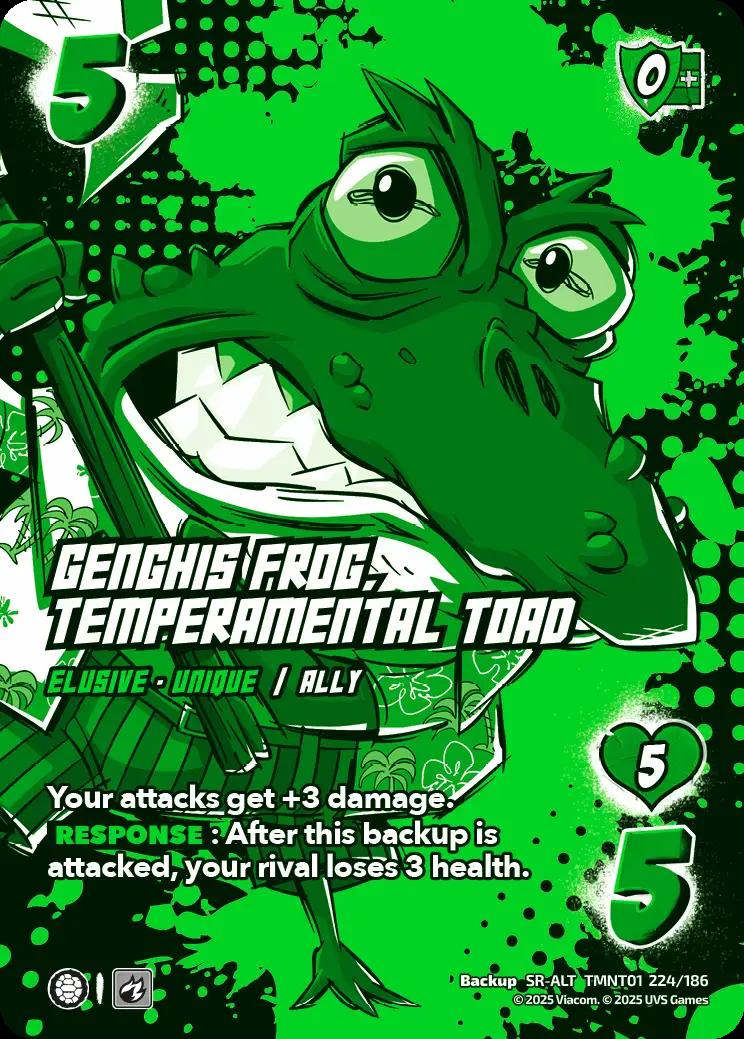 5
0
+
GENGHIS FROG,
TEMPERAMENTAL TOAD
ELUSIVE · UNIQUE / ALLY
5
Your attacks get +3 damage.
RESPONSE : After this backup is
attacked, your rival loses 3 health.
5
Backup SR-ALT TMNT01 224/186
© 2025 Viacom. © 2025 UVS Games